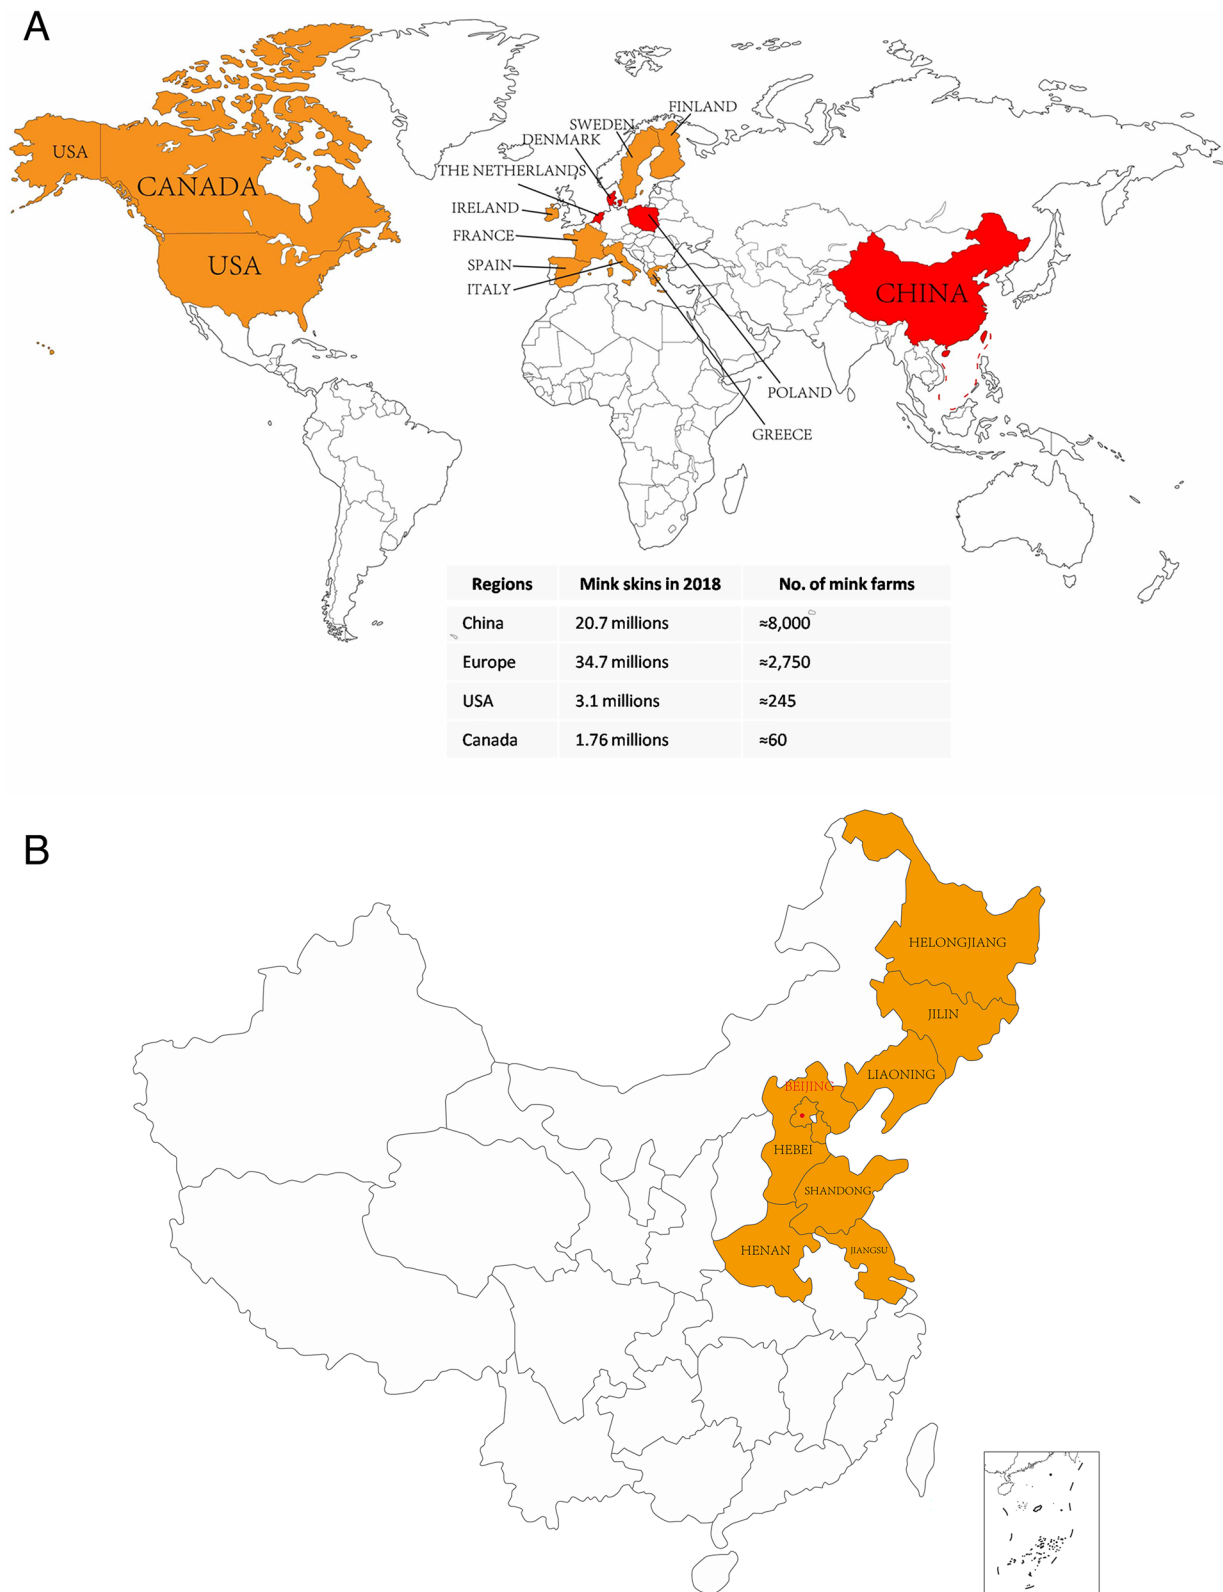 A
FINLAND
SWEDEN
DENMARK
THE NETHERLANDS
USA
CANADA
IRELAND
FRANCE
USA
SPAIN
ITALY
CHINA
POLAND
GREECE
Regions Mink skins in 2018 No. of mink farms
China 20.7 millions ≈8,000
Europe 34.7 millions ≈2,750
USA 3.1 millions ≈245
Canada 1.76 millions ≈60
B
HELONGJIANG
JILIN
LIAONING
BEIJING
HEBEI
SHANDONG
HENAN
JIANGSU